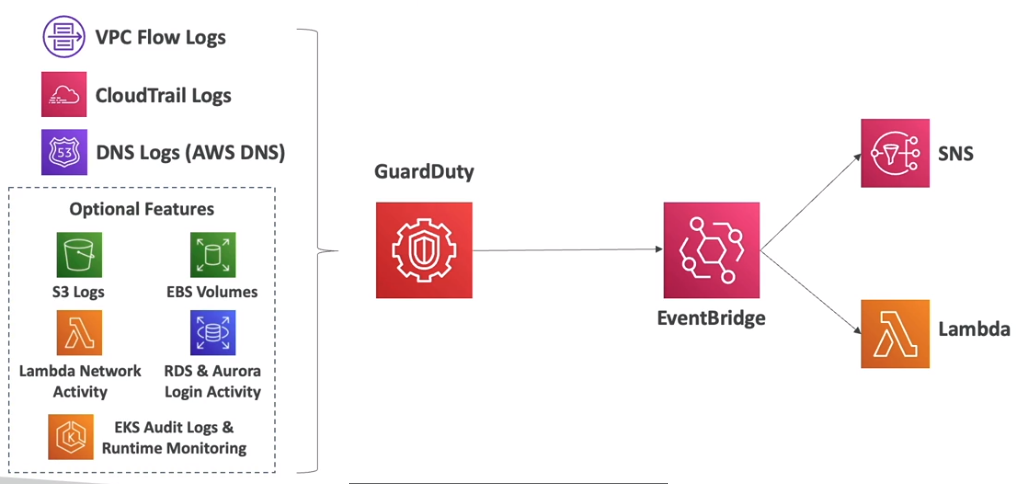 VPC Flow Logs
CloudTrail Logs
53
DNS Logs (AWS DNS)
Optional Features
S3 Logs
EBS Volumes
Lambda Network
Activity
RDS & Aurora
Login Activity
K
EKS Audit Logs &
Runtime Monitoring
GuardDuty
EventBridge
SNS
Lambda